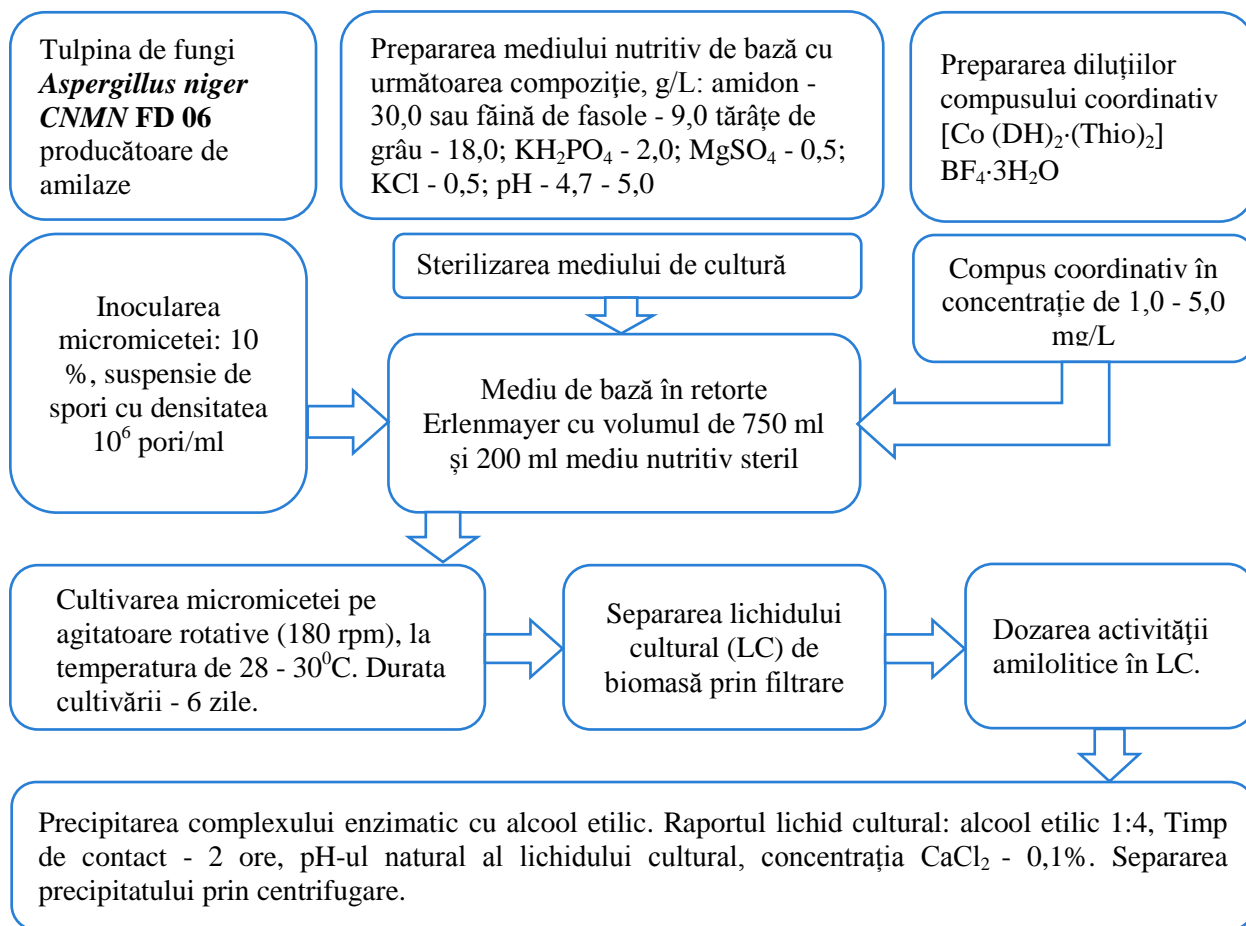 Tulpina de fungi
Aspergillus niger
CNMN FD 06
producătoare de
amilaze
Prepararea mediului nutritiv de bază cu
următoarea compoziţie, g/L: amidon -
30,0 sau făină de fasole - 9,0 tărâțe de
grâu - 18,0; KH₂PO₄ - 2,0; MgSO₄ - 0,5;
KCl - 0,5; pH - 4,7 - 5,0
Prepararea diluțiilor
compusului coordinativ
[Co (DH)₂·(Thio)₂]
BF₄·3H₂O
Sterilizarea mediului de cultură
Compus coordinativ în
concentrație de 1,0 - 5,0
mg/L
Inocularea
micromicetei: 10
%, suspensie de
spori cu densitatea
10⁶ pori/ml
Mediu de bază în retorte
Erlenmayer cu volumul de 750 ml
și 200 ml mediu nutritiv steril
Cultivarea micromicetei pe
agitatoare rotative (180 rpm), la
temperatura de 28 - 30⁰C. Durata
cultivării - 6 zile.
Separarea lichidului
cultural (LC) de
biomasă prin filtrare
Dozarea activităţii
amilolitice în LC.
Precipitarea complexului enzimatic cu alcool etilic. Raportul lichid cultural: alcool etilic 1:4, Timp
de contact - 2 ore, pH-ul natural al lichidului cultural, concentrația CaCl₂ - 0,1%. Separarea
precipitatului prin centrifugare.